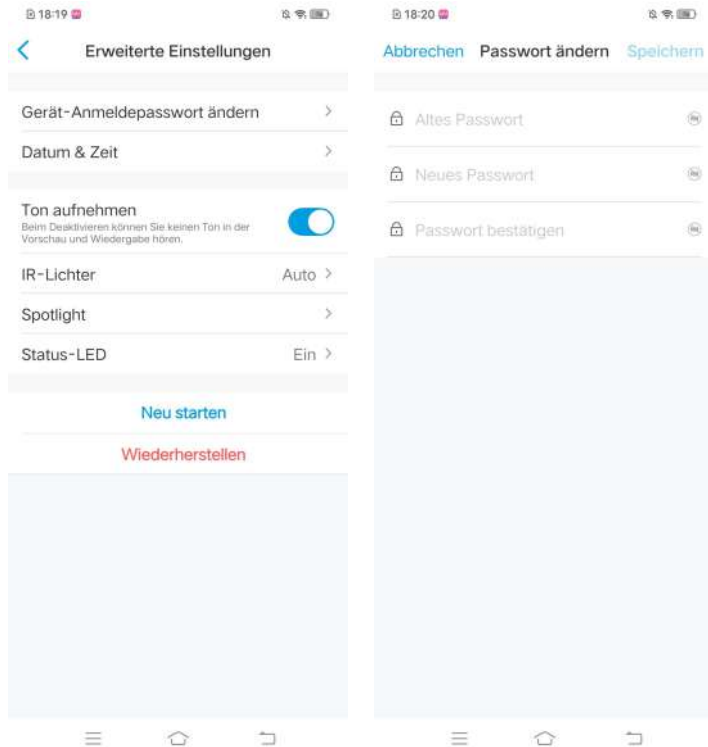 18:19
Erweiterte Einstellungen
Gerät-Anmeldepasswort ändern
Datum & Zeit
Ton aufnehmen
Beim Deaktivieren können Sie keinen Ton in der
Vorschau und Wiedergabe hören.
IR-Lichter Auto
Spotlight
Status-LED Ein
Neu starten
Wiederherstellen
18:20
Abbrechen Passwort ändern Speichern
Altes Passwort
Neues Passwort
Passwort bestätigen